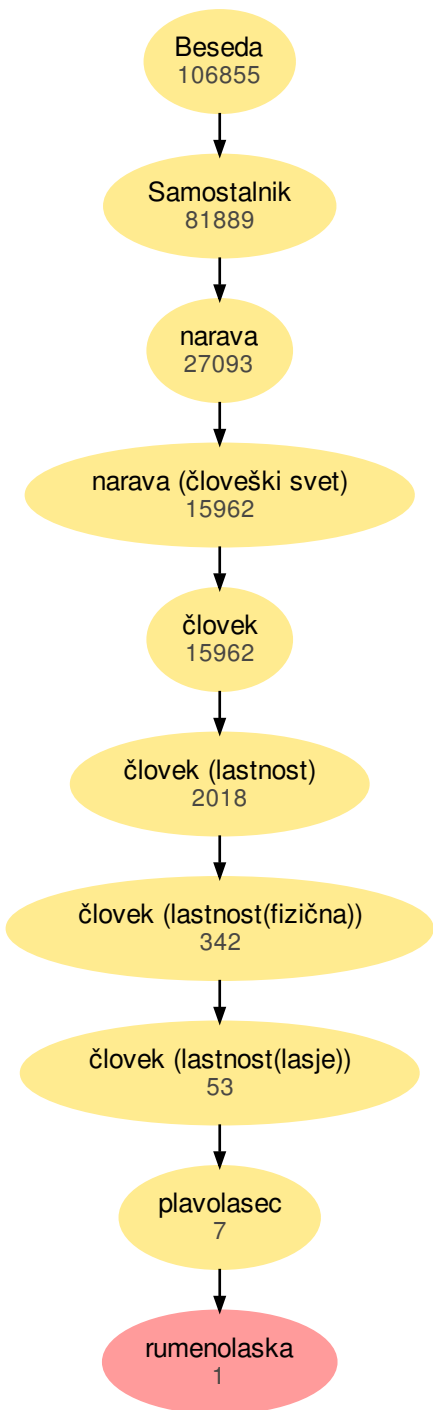 Beseda
106855
Samostalnik
81889
narava
27093
narava (človeški svet)
15962
človek
15962
človek (lastnost)
2018
človek (lastnost(fizična))
342
človek (lastnost(lasje))
53
plavolasec
7
rumenolaska
1